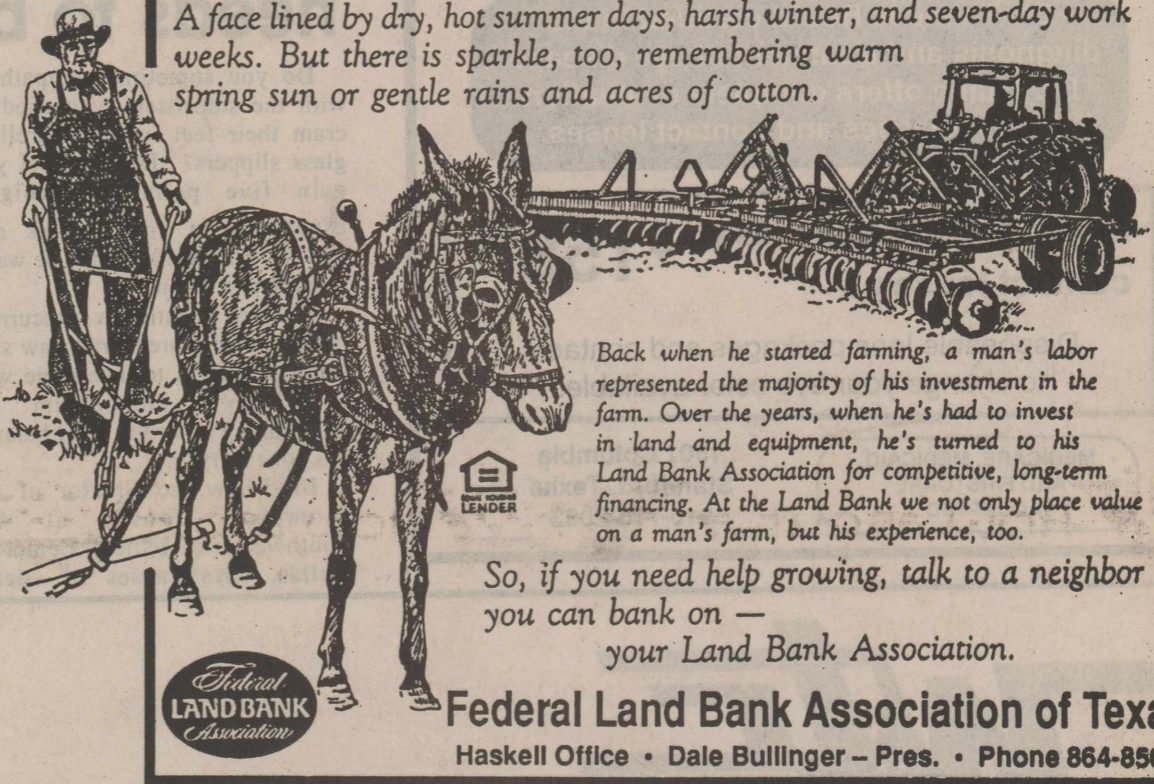 A face lined by dry, hot summer days, harsh winter, and seven-day work
weeks. But there is sparkle, too, remembering warm
spring sun or gentle rains and acres of cotton.
Back when he started farming, a man's labor
represented the majority of his investment in the
farm. Over the years, when he's had to invest
in land and equipment, he's turned to his
Land Bank Association for competitive, long-term
financing. At the Land Bank we not only place value
on a man's farm, but his experience, too.
EQUAL HOUSING
LENDER
So, if you need help growing, talk to a neighbor
you can bank on —
your Land Bank Association.
Federal
LAND BANK
Association
Federal Land Bank Association of Texa
Haskell Office • Dale Bullinger – Pres. • Phone 864-856